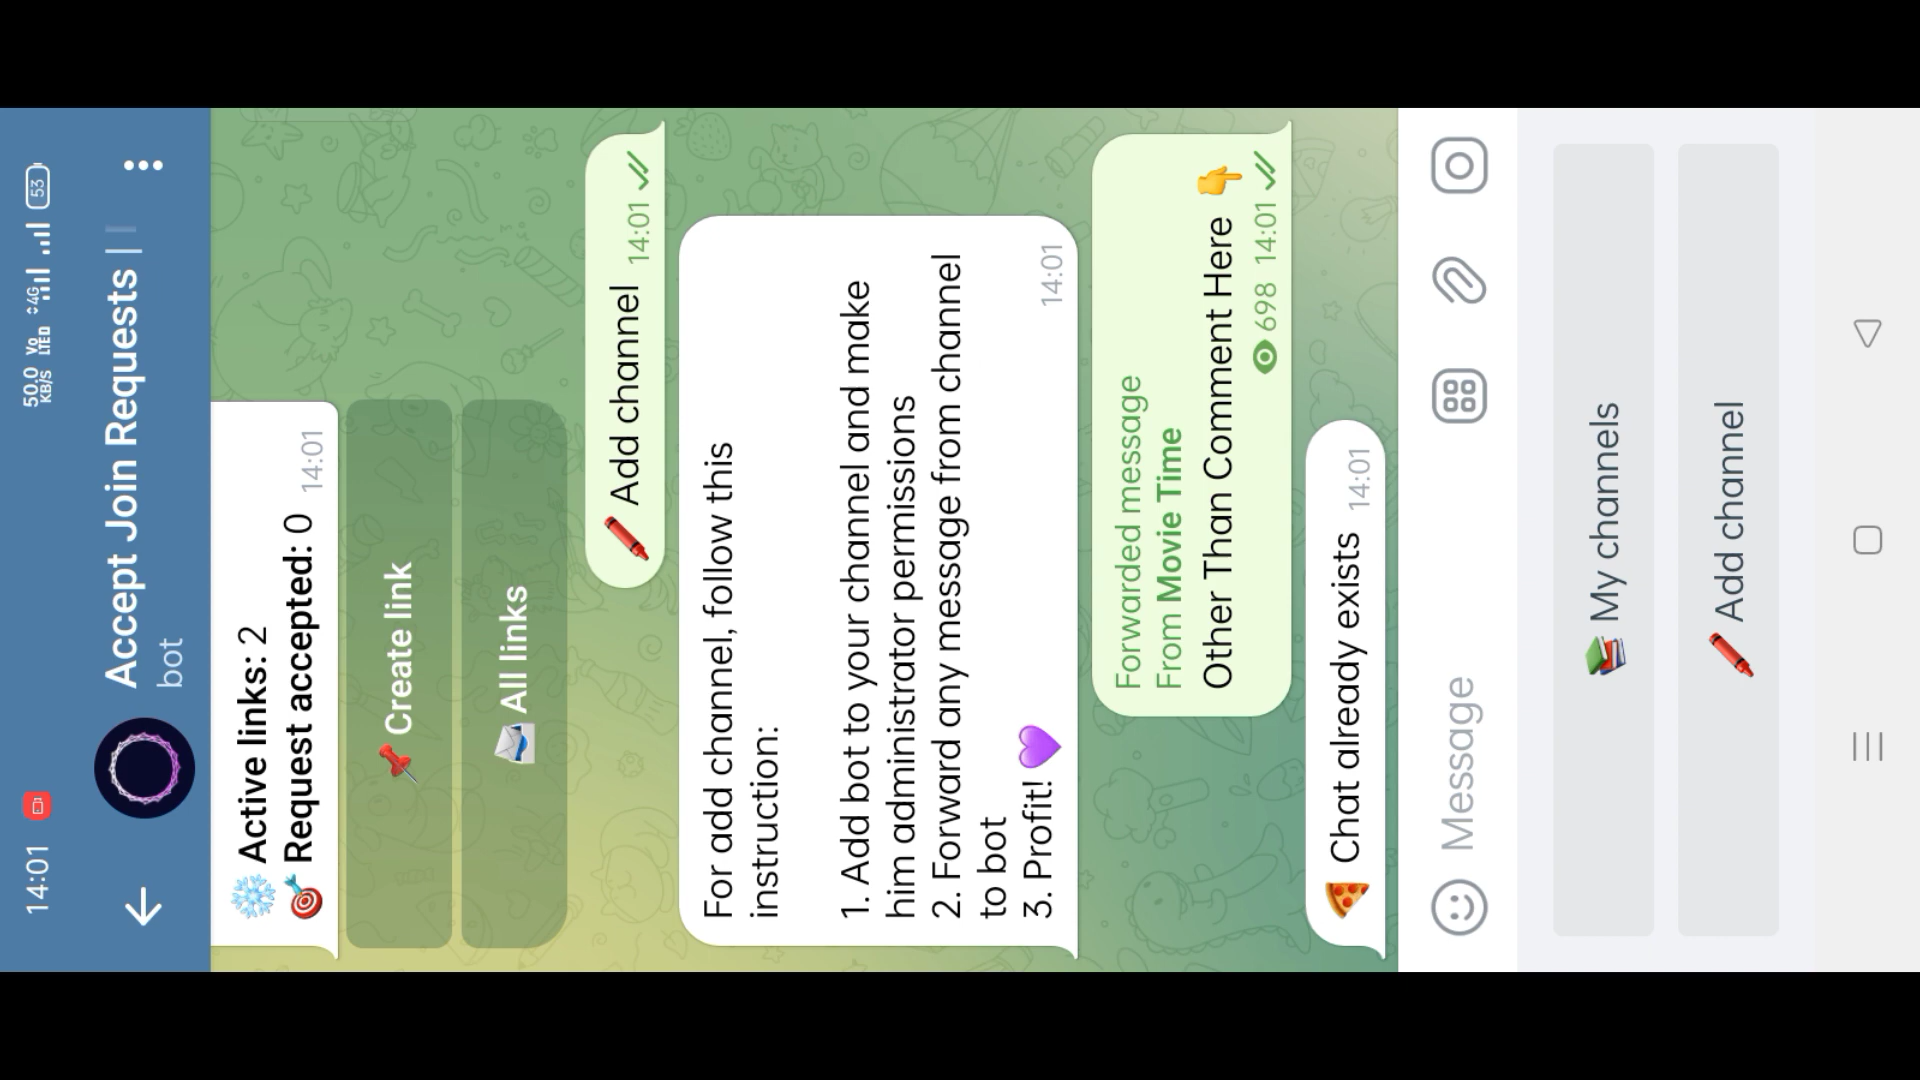 14:01
50.0 KB/S Vo LTED 4G 53
Accept Join Requests |
bot
❄️ Active links: 2
🎯 Request accepted: 0 14:01
📌 Create link
📨 All links
🖍 Add channel 14:01
For add channel, follow this
instruction:
1. Add bot to your channel and make
him administrator permissions
2. Forward any message from channel
to bot
3. Profit! 💜 14:01
Forwarded message
From Movie Time
Other Than Comment Here 👉
698 14:01
🍕 Chat already exists 14:01
Message
📚 My channels
🖍 Add channel